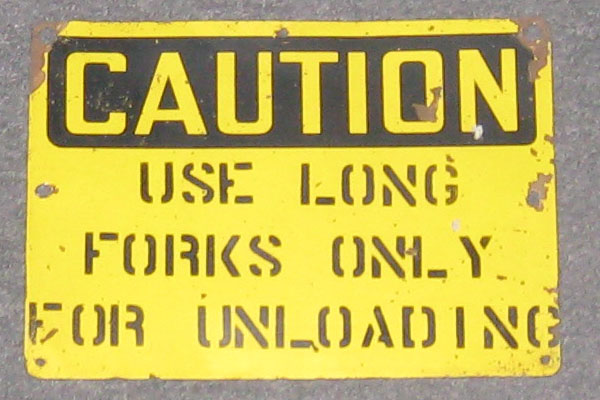 CAUTION
USE LONG
FORKS ONLY
FOR UNLOADING